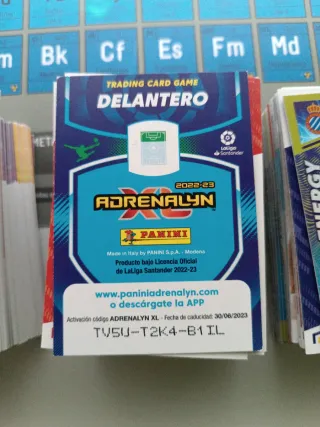 Bk Cf Es Fm Md
META
TRADING CARD GAME
DELANTERO
LaLiga
Santander
2022-23
ADRENALYN
XL
PANINI
Made in Italy by PANINI S.p.A. - Modena
Producto bajo Licencia Oficial
de LaLiga Santander 2022-23
www.paniniadrenalyn.com
o descárgate la APP
Activación código ADRENALYN XL - Fecha de caducidad: 30/06/2023
TV5U-T2K4-B1IL
ENERGY